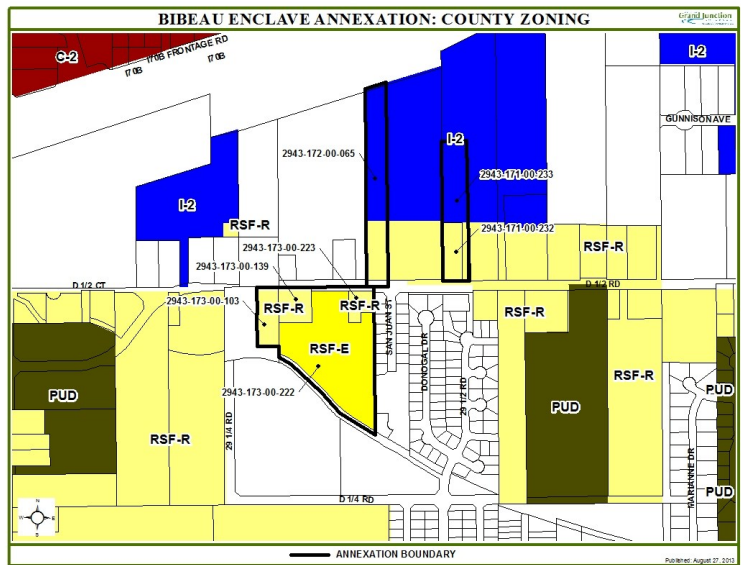 BIBEAU ENCLAVE ANNEXATION: COUNTY ZONING
Grand Junction
C-2
I70B FRONTAGE RD
I70B
I70B
I-2
GUNNISON AVE
I-2
2943-172-00-065
2943-171-00-233
I-2
RSF-R
2943-171-00-232
2943-173-00-223
RSF-R
2943-173-00-139
D 1/2 CT
D 1/2 RD
2943-173-00-103
RSF-R
RSF-R
RSF-R
SAN JUAN ST
DONOGAL DR
RSF-E
29 1/2 RD
RSF-R
2943-173-00-222
PUD
PUD
PUD
29 1/4 RD
RSF-R
MARIANNE DR
PUD
D 1/4 RD
N
W
E
S
ANNEXATION BOUNDARY
Published: August 27, 2013